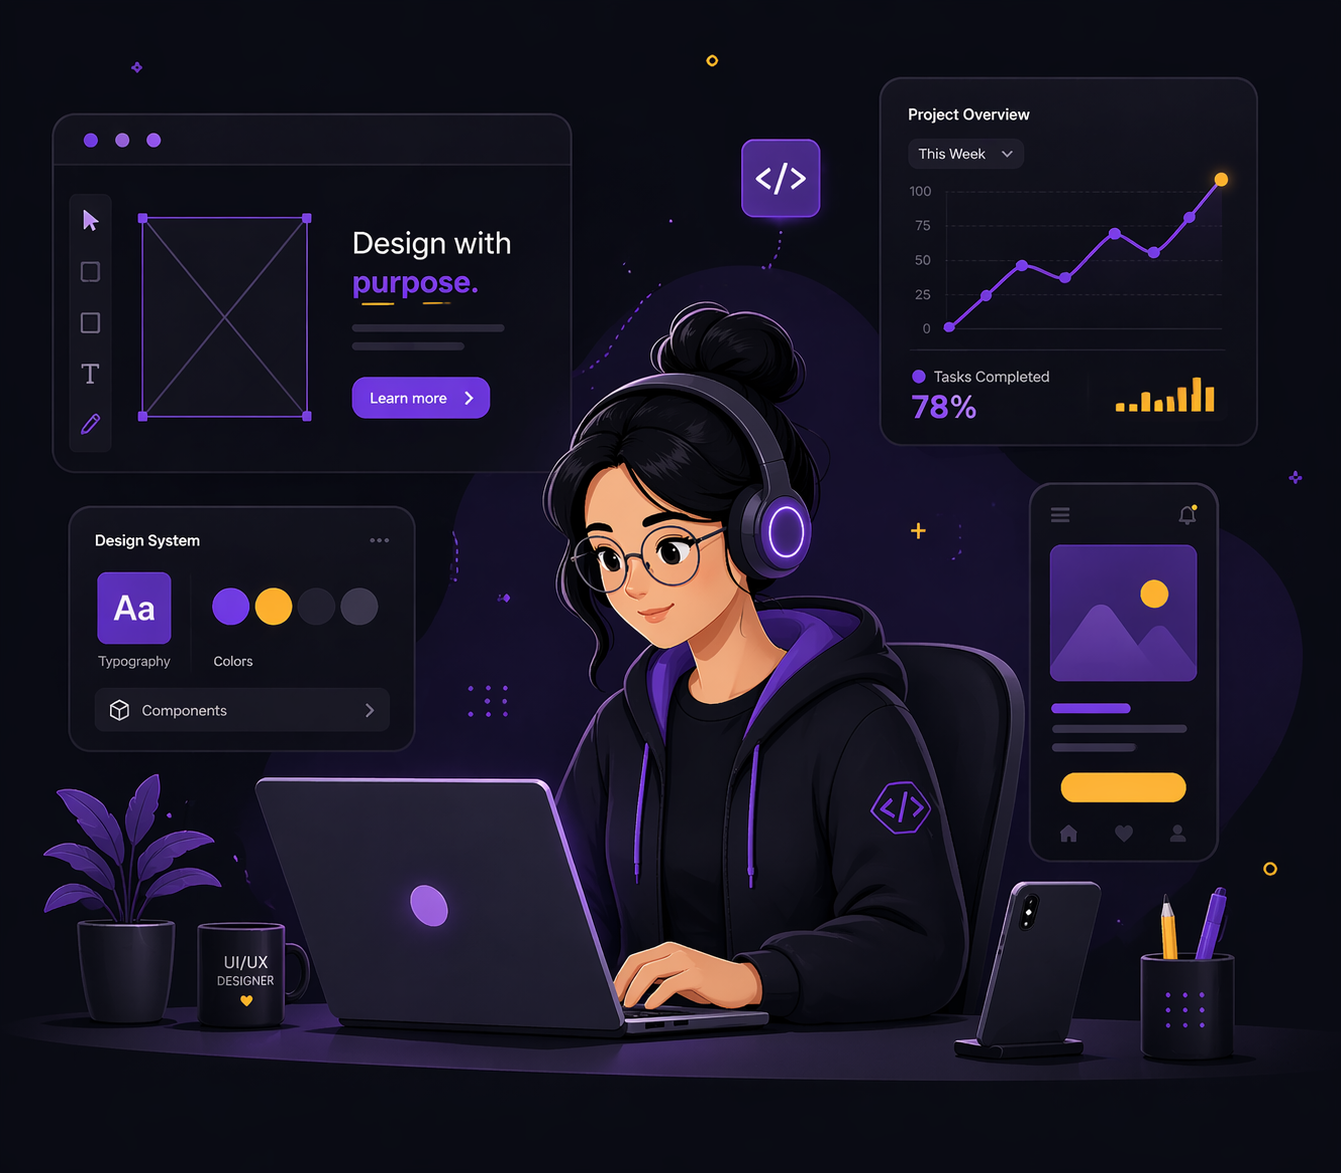 Design with
purpose.
Learn more
T
</>
Project Overview
This Week
100
75
50
25
0
Tasks Completed
78%
Design System
Aa
Typography
Colors
Components
</>
UI/UX
DESIGNER